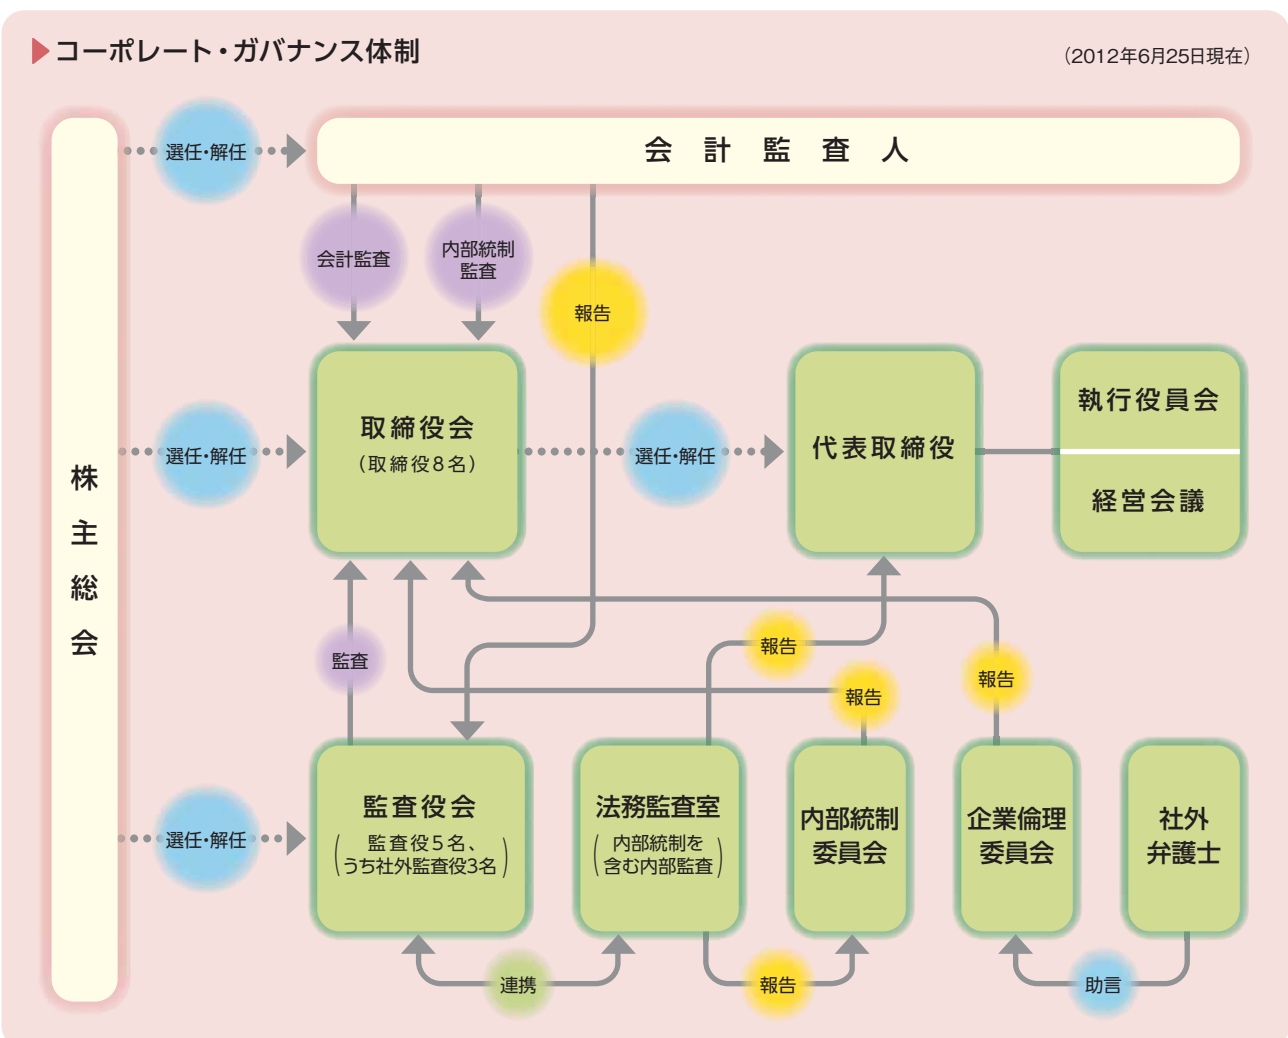 コーポレート・ガバナンス体制
(2012年6月25日現在)
株主総会
選任・解任
会計監査人
会計監査
内部統制
監査
報告
選任・解任
取締役会
(取締役8名)
選任・解任
代表取締役
執行役員会
経営会議
監査
報告
報告
報告
選任・解任
監査役会
(監査役5名、
うち社外監査役3名)
法務監査室
(内部統制を
含む内部監査)
内部統制
委員会
企業倫理
委員会
社外
弁護士
連携
報告
助言